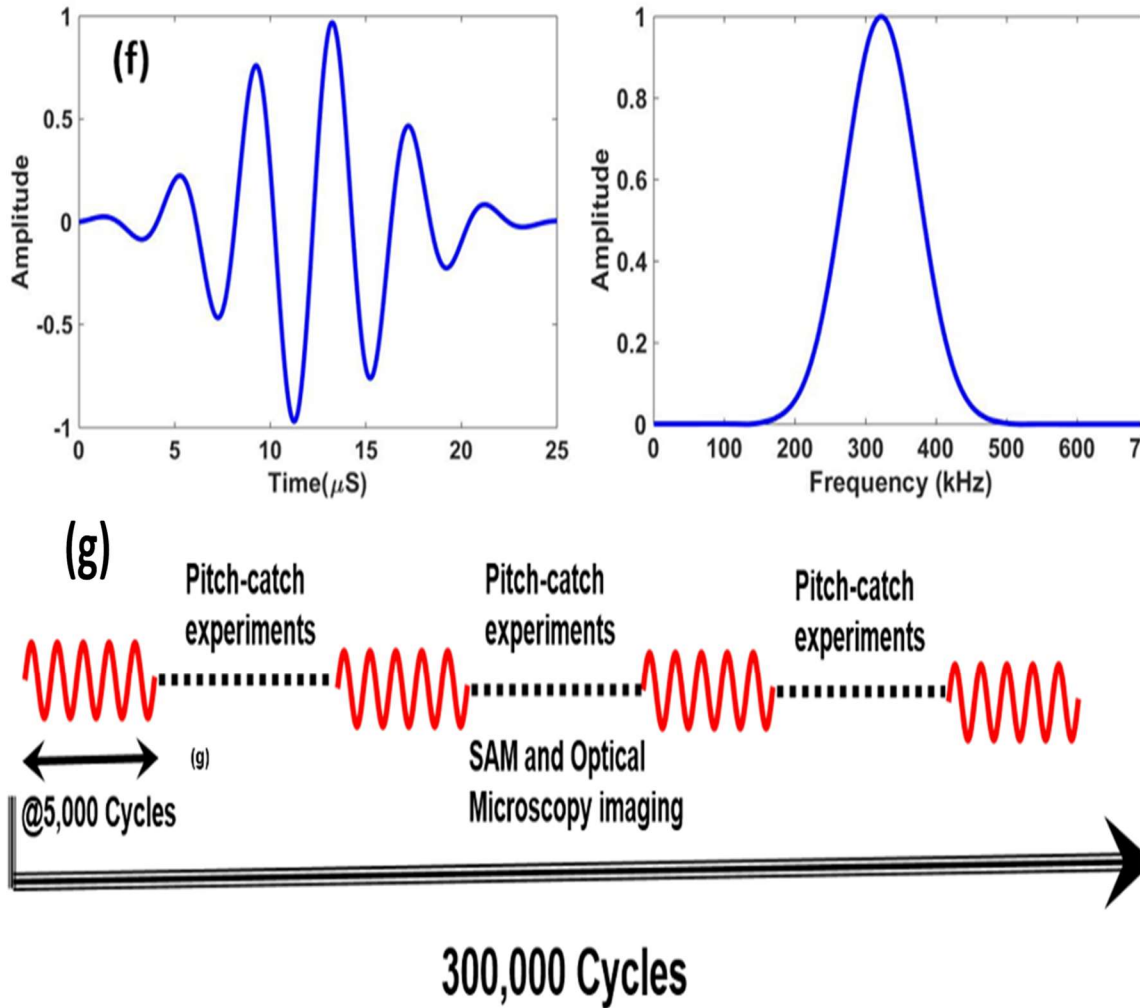 (f)
1
0.5
0
-0.5
-1
Amplitude
0 5 10 15 20 25
Time(μS)
1
0.8
0.6
0.4
0.2
0
Amplitude
0 100 200 300 400 500 600
Frequency (kHz)
(g)
Pitch-catch
experiments
Pitch-catch
experiments
Pitch-catch
experiments
(g)
@5,000 Cycles
SAM and Optical
Microscopy imaging
300,000 Cycles